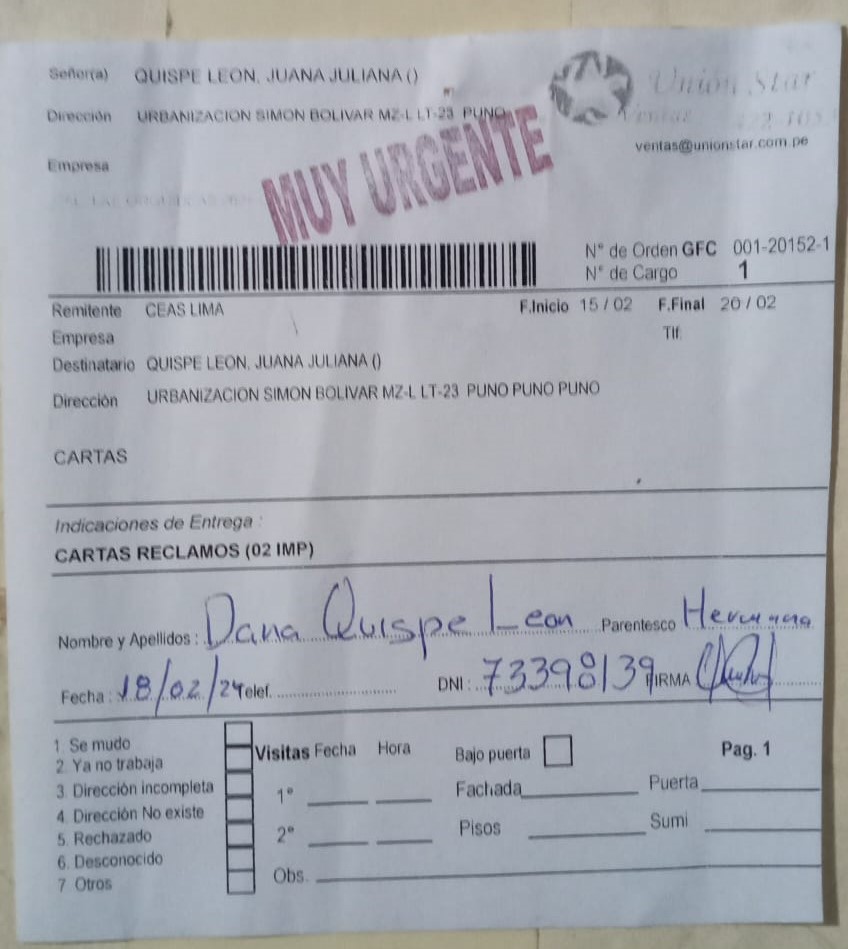 Señor(a) QUISPE LEON, JUANA JULIANA ()
Unión Star
Dirección URBANIZACION SIMON BOLIVAR MZ-L LT-23 PUNO
ventas@unionstar.com.pe
Empresa
MUY URGENTE
N° de Orden GFC 001-20152-1
N° de Cargo 1
Remitente CEAS LIMA F.Inicio 15 / 02 F.Final 20 / 02
Empresa Tlf.
Destinatario QUISPE LEON, JUANA JULIANA ()
Dirección URBANIZACION SIMON BOLIVAR MZ-L LT-23 PUNO PUNO PUNO
CARTAS
Indicaciones de Entrega :
CARTAS RECLAMOS (02 IMP)
Nombre y Apellidos : Dana Quispe Leon Parentesco Hermana
Fecha : 18/02/24 Telef. DNI : 73398139 FIRMA
1. Se mudo
2. Ya no trabaja
3. Dirección incompleta
4. Dirección No existe
5. Rechazado
6. Desconocido
7 Otros
Visitas Fecha Hora Bajo puerta Pag. 1
1° Fachada Puerta
2° Pisos Sumi
Obs.